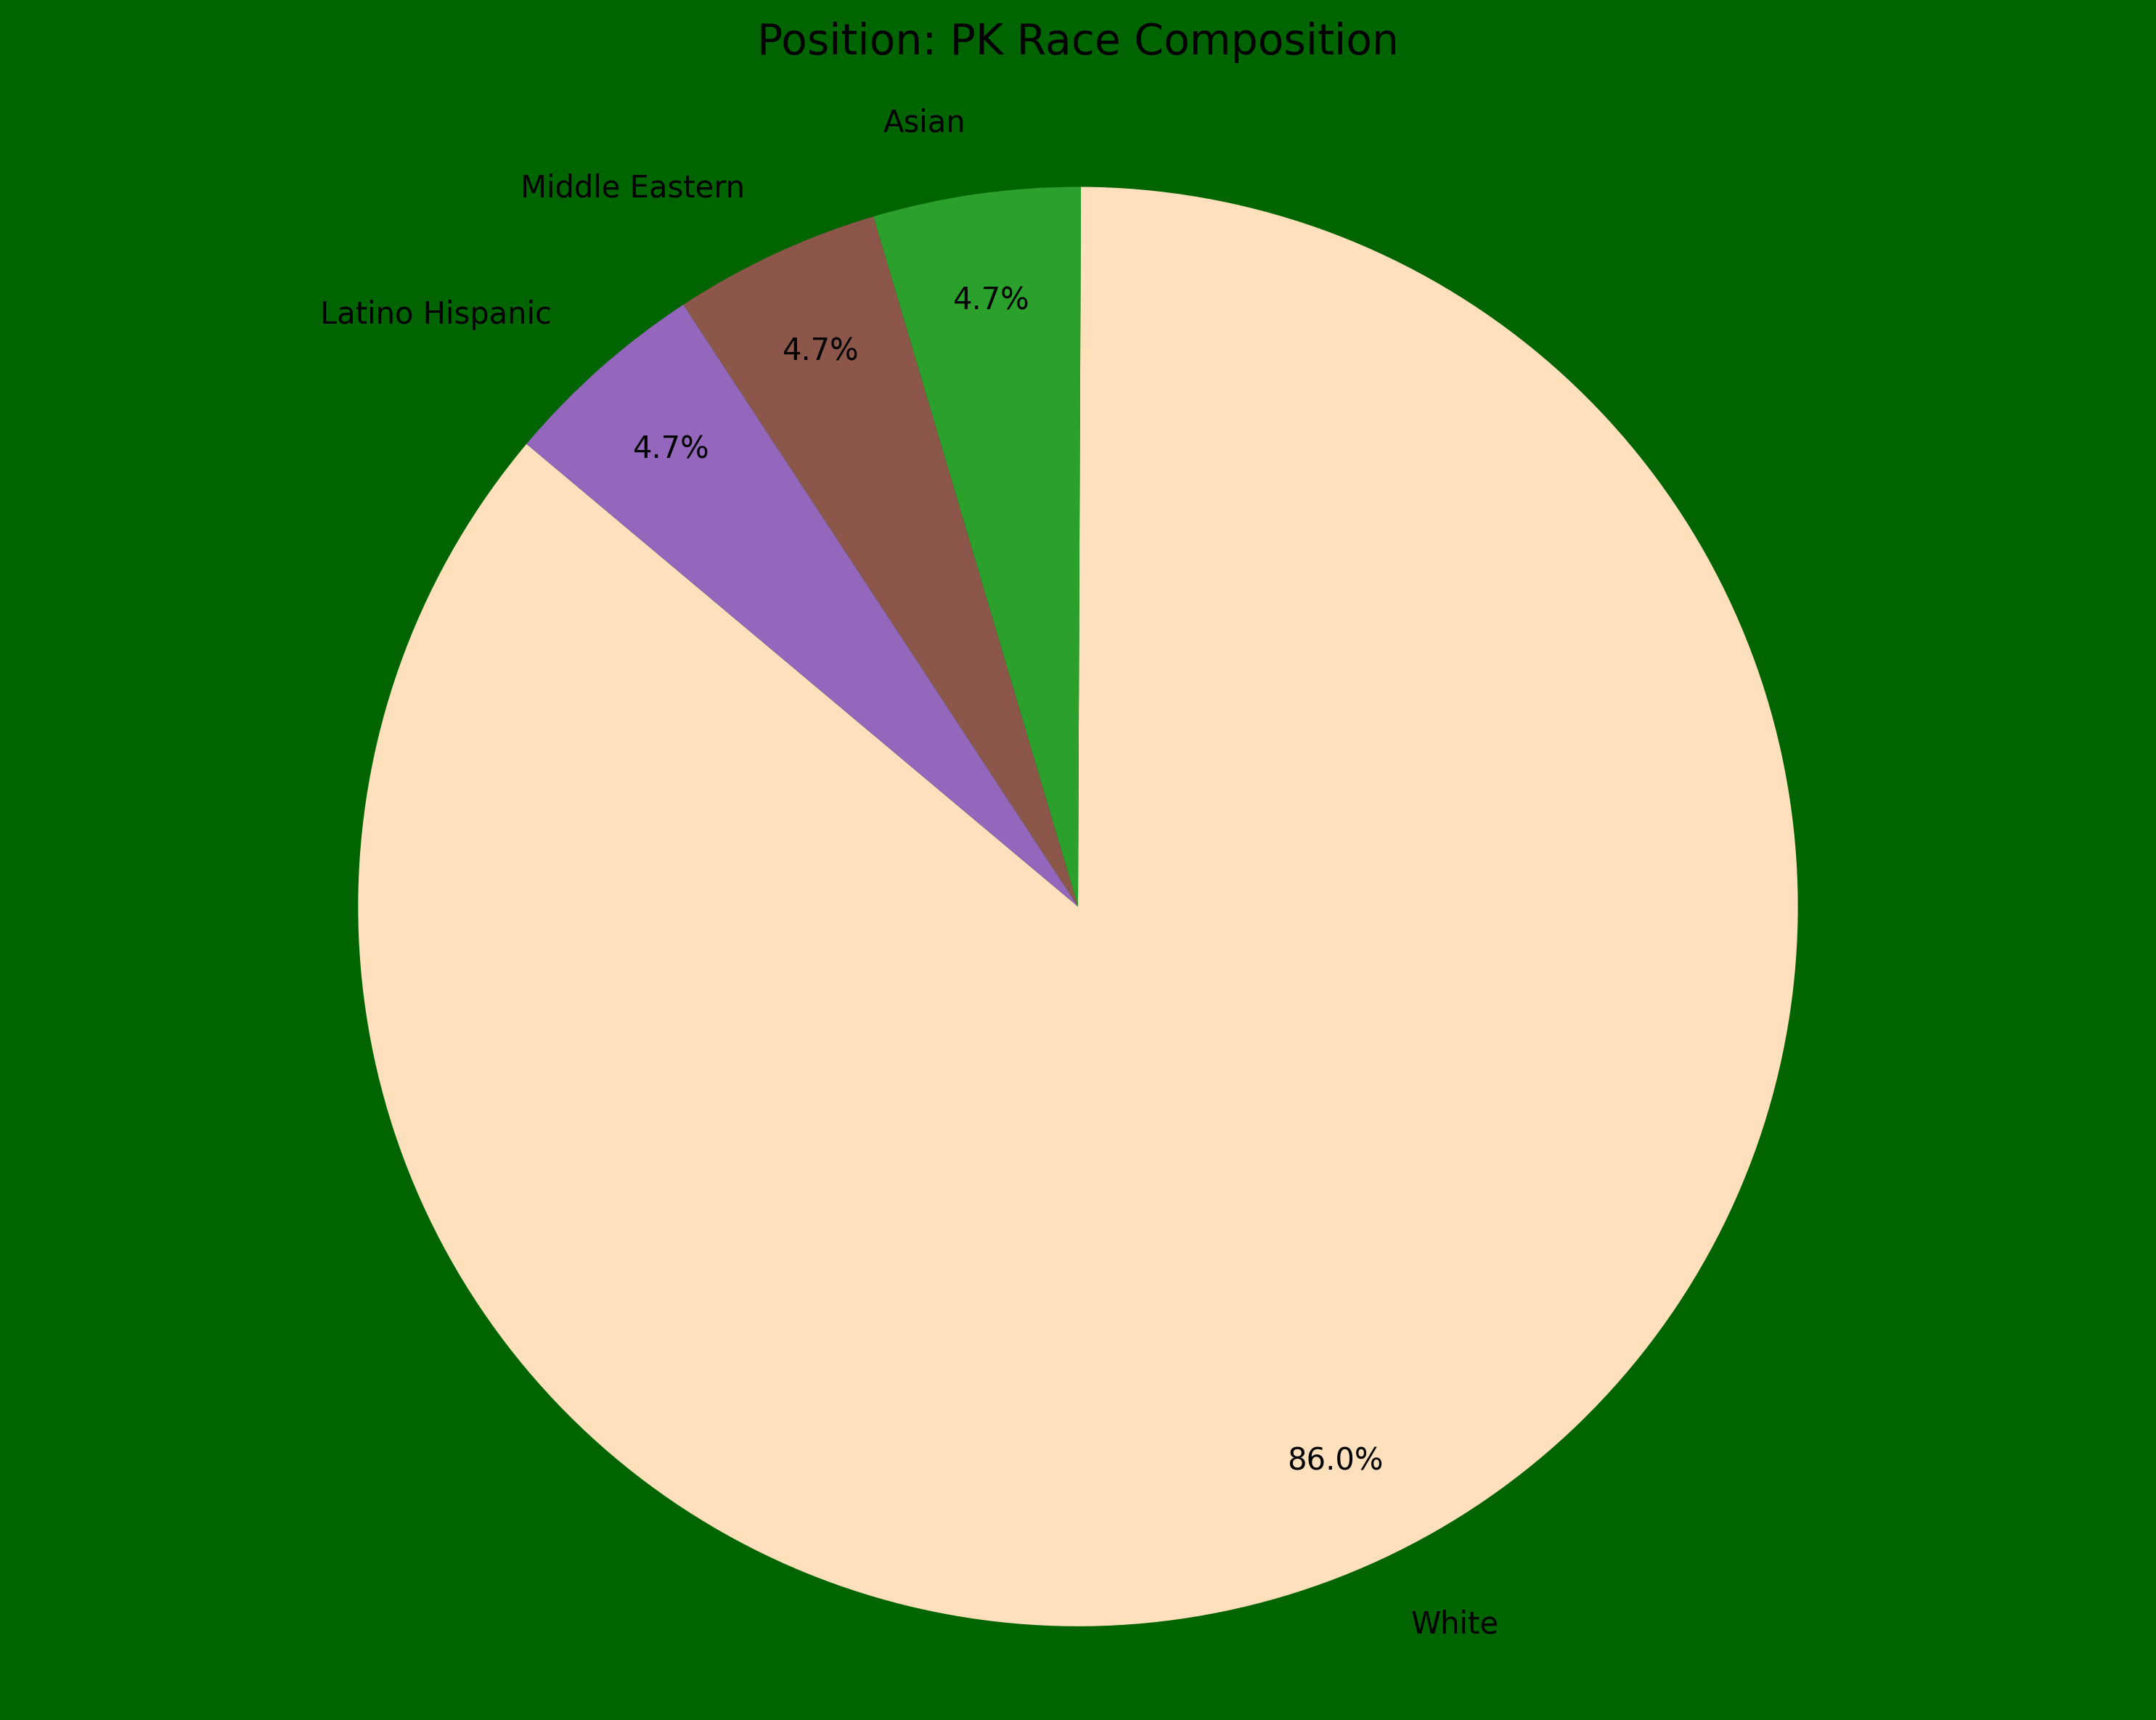 Position: PK Race Composition
Asian
Middle Eastern
Latino Hispanic
4.7%
4.7%
4.7%
86.0%
White